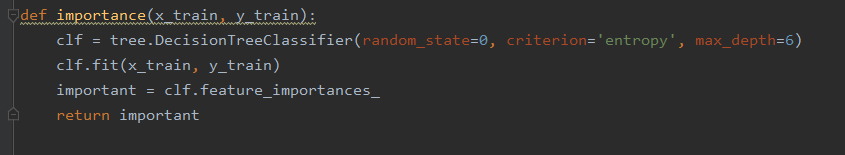 def importance(x_train, y_train):
    clf = tree.DecisionTreeClassifier(random_state=0, criterion='entropy', max_depth=6)
    clf.fit(x_train, y_train)
    important = clf.feature_importances_
    return important